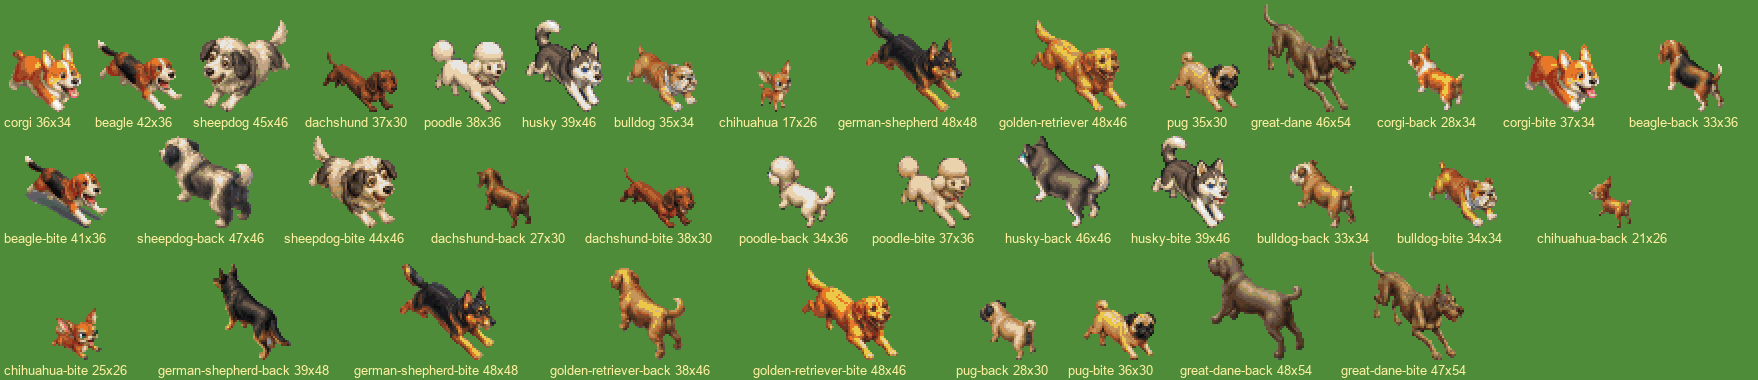 corgi 36x34 beagle 42x36 sheepdog 45x46 dachshund 37x30 poodle 38x36 husky 39x46 bulldog 35x34 chihuahua 17x26 german-shepherd 48x48 golden-retriever 48x46 pug 35x30 great-dane 46x54 corgi-back 28x34 corgi-bite 37x34 beagle-back 33x36
beagle-bite 41x36 sheepdog-back 47x46 sheepdog-bite 44x46 dachshund-back 27x30 dachshund-bite 38x30 poodle-back 34x36 poodle-bite 37x36 husky-back 46x46 husky-bite 39x46 bulldog-back 33x34 bulldog-bite 34x34 chihuahua-back 21x26
chihuahua-bite 25x26 german-shepherd-back 39x48 german-shepherd-bite 48x48 golden-retriever-back 38x46 golden-retriever-bite 48x46 pug-back 28x30 pug-bite 36x30 great-dane-back 48x54 great-dane-bite 47x54